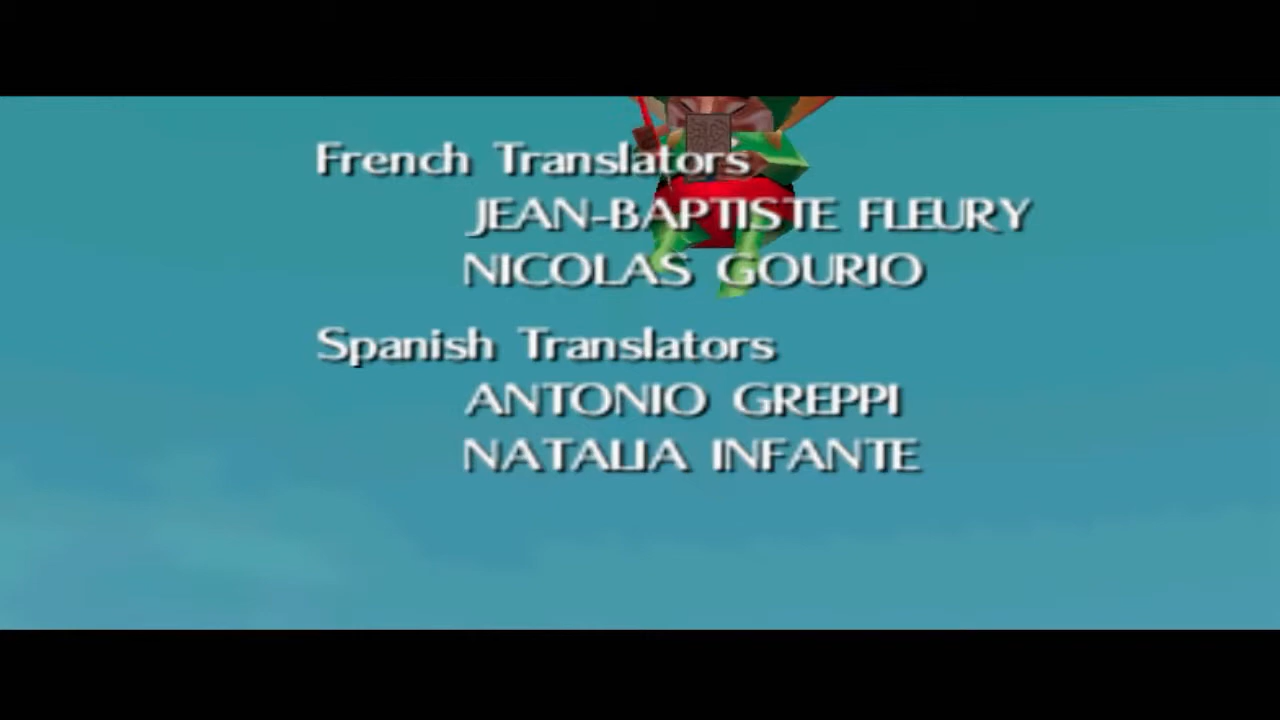 French Translators
JEAN-BAPTISTE FLEURY
NICOLAS GOURIO
Spanish Translators
ANTONIO GREPPI
NATALIA INFANTE